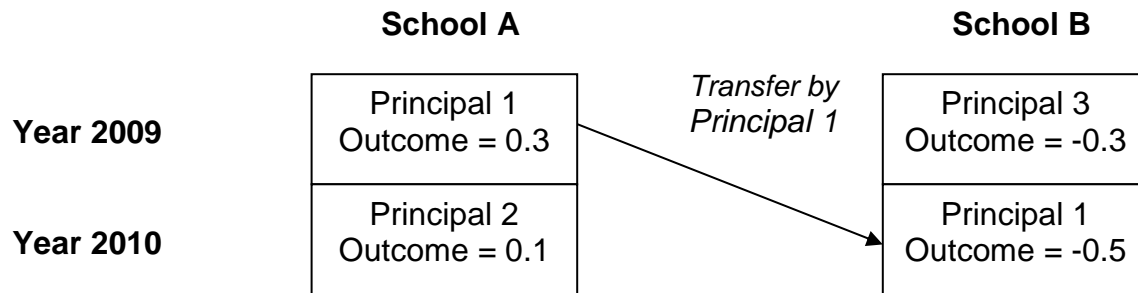 School A
School B
Transfer by
Principal 1
Year 2009
Principal 1
Outcome = 0.3
Principal 3
Outcome = -0.3
Year 2010
Principal 2
Outcome = 0.1
Principal 1
Outcome = -0.5